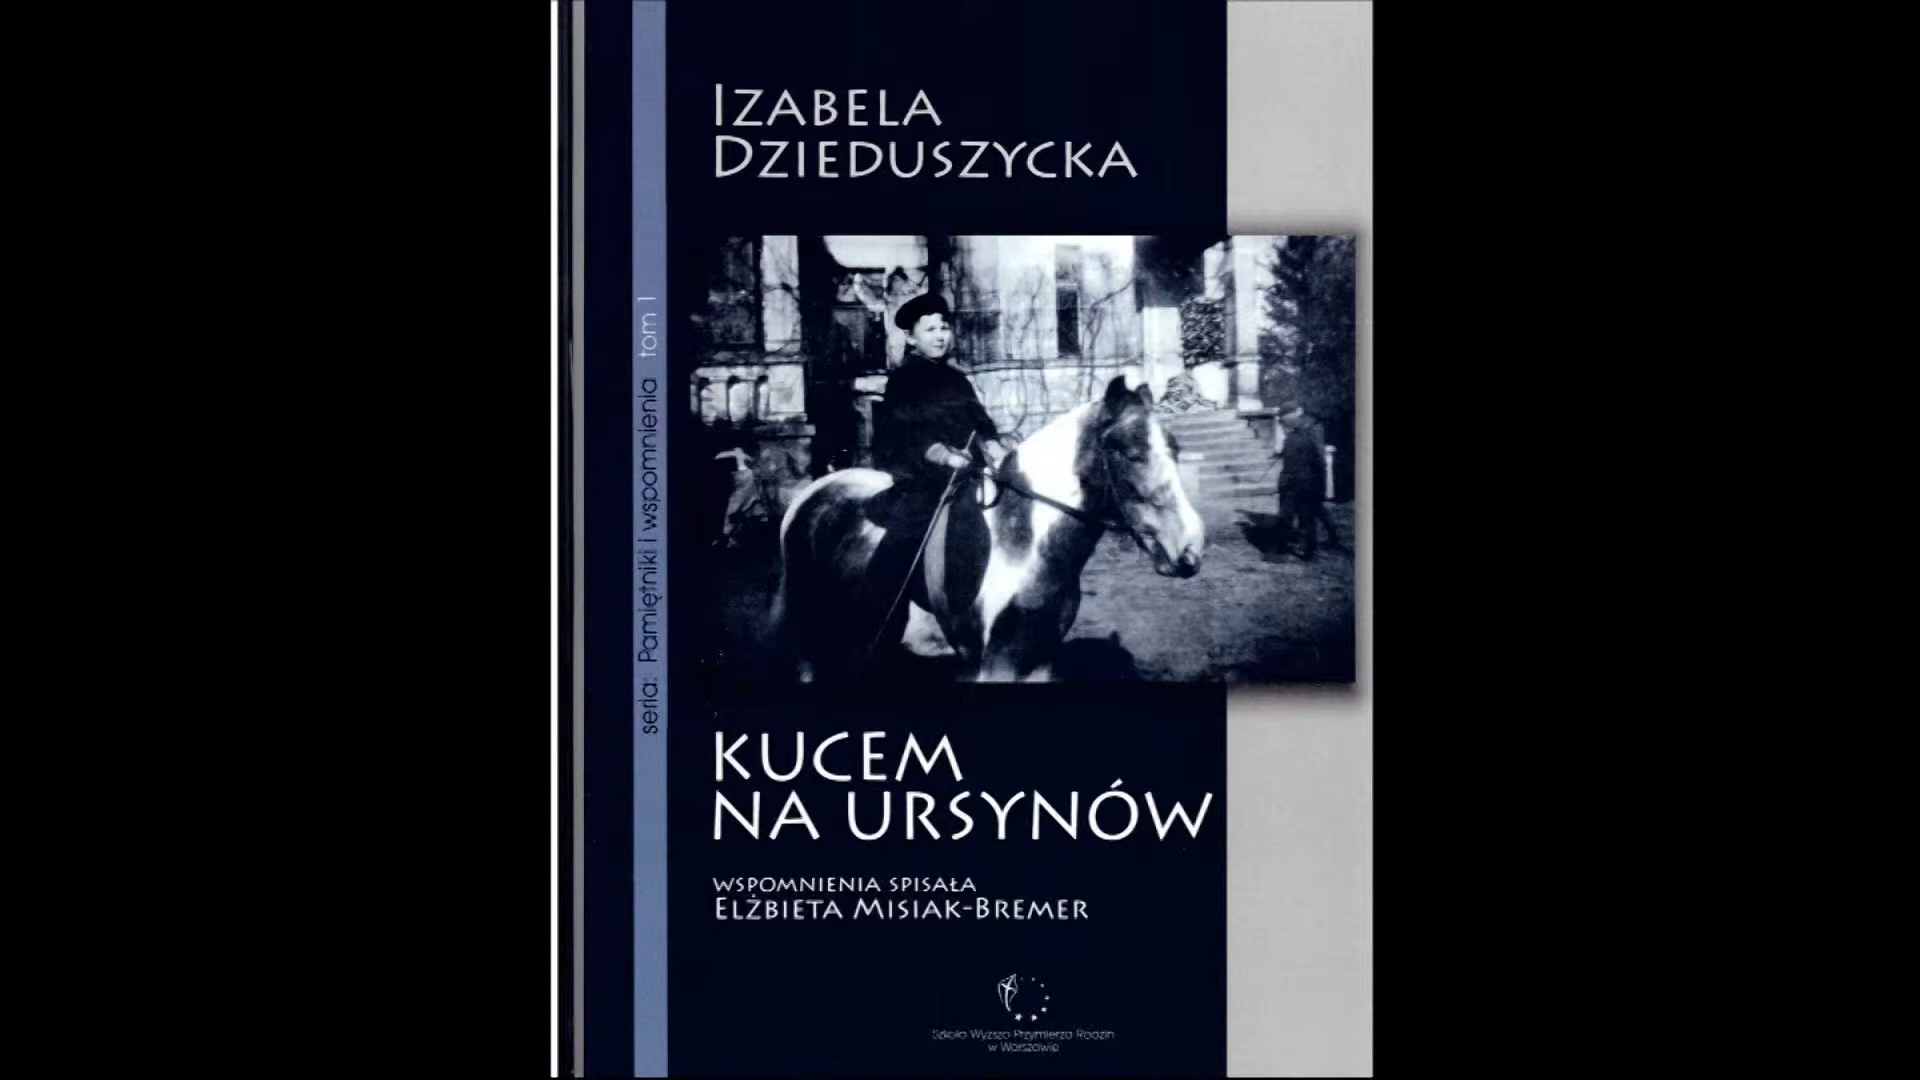 IZABELA
DZIEDUSZYCKA
seria: Pamiętniki i wspomnienia tom 1
KUCEM
NA URSYNÓW
WSPOMNIENIA SPISAŁA
ELŻBIETA MISIAK-BREMER
Szkoła Wyższa Przymierza Rodzin
w Warszawie